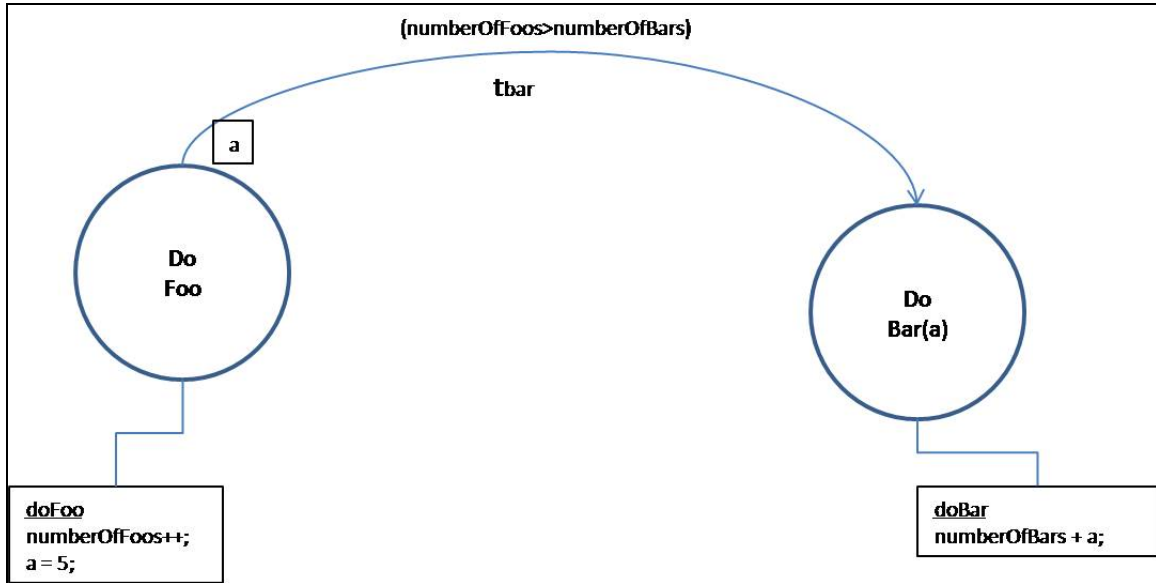 (numberOfFoos>numberOfBars)
tbar
a
Do
Foo
Do
Bar(a)
doFoo
numberOfFoos++;
a = 5;
doBar
numberOfBars + a;